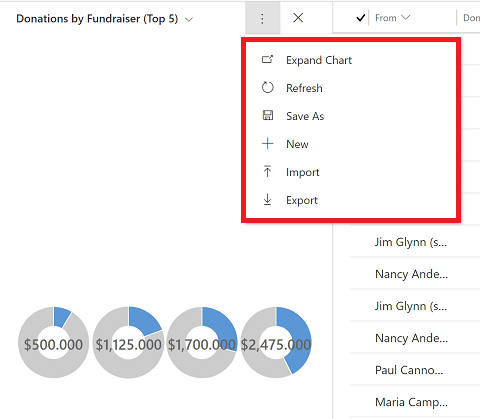 Donations by Fundraiser (Top 5)
From
Don
Expand Chart
Refresh
Save As
New
Import
Export
Jim Glynn (s...
Nancy Ande...
Jim Glynn (s...
Nancy Ande...
Paul Canno...
Maria Camp...
$500.000
$1,125.000
$1,700.000
$2,475.000